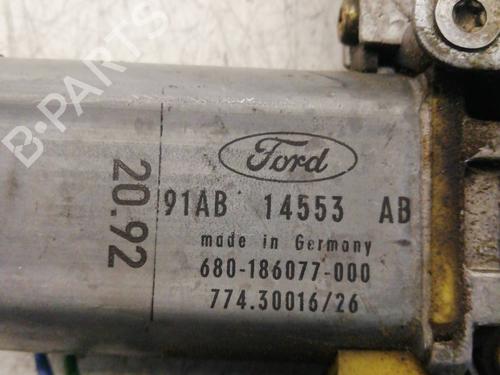 B-PARTS
Ford
20.92
91AB 14553 AB
made in Germany
680-186077-000
774.30016/26